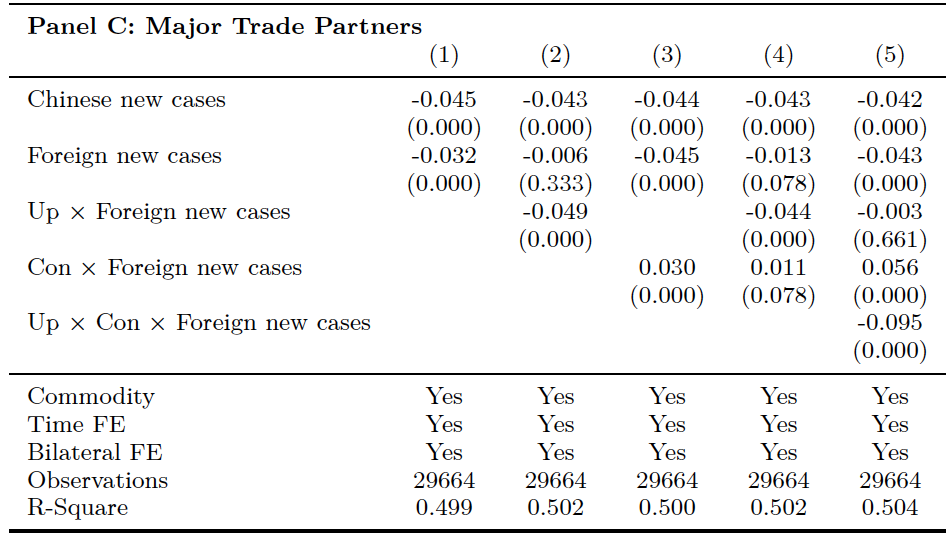 Panel C: Major Trade Partners
(1) (2) (3) (4) (5)
Chinese new cases -0.045 -0.043 -0.044 -0.043 -0.042
(0.000) (0.000) (0.000) (0.000) (0.000)
Foreign new cases -0.032 -0.006 -0.045 -0.013 -0.043
(0.000) (0.333) (0.000) (0.078) (0.000)
Up × Foreign new cases -0.049 -0.044 -0.003
(0.000) (0.000) (0.661)
Con × Foreign new cases 0.030 0.011 0.056
(0.000) (0.078) (0.000)
Up × Con × Foreign new cases -0.095
(0.000)
Commodity Yes Yes Yes Yes Yes
Time FE Yes Yes Yes Yes Yes
Bilateral FE Yes Yes Yes Yes Yes
Observations 29664 29664 29664 29664 29664
R-Square 0.499 0.502 0.500 0.502 0.504